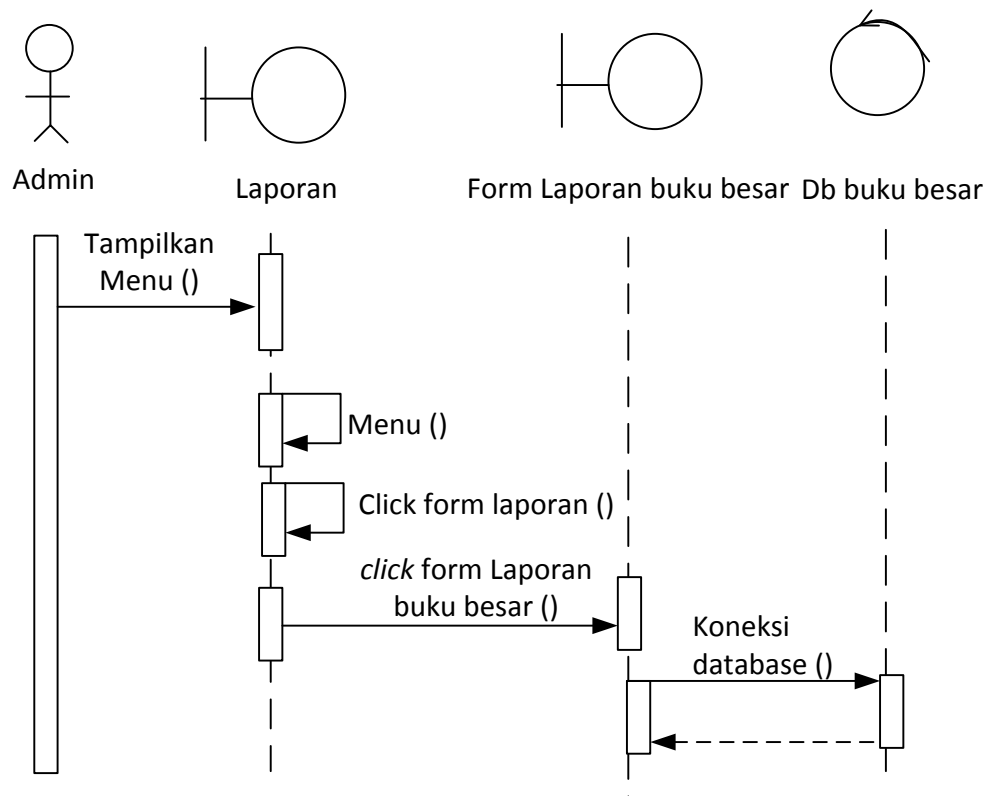 Admin
Laporan
Form Laporan buku besar
Db buku besar
Tampilkan
Menu ()
Menu ()
Click form laporan ()
click form Laporan
buku besar ()
Koneksi
database ()